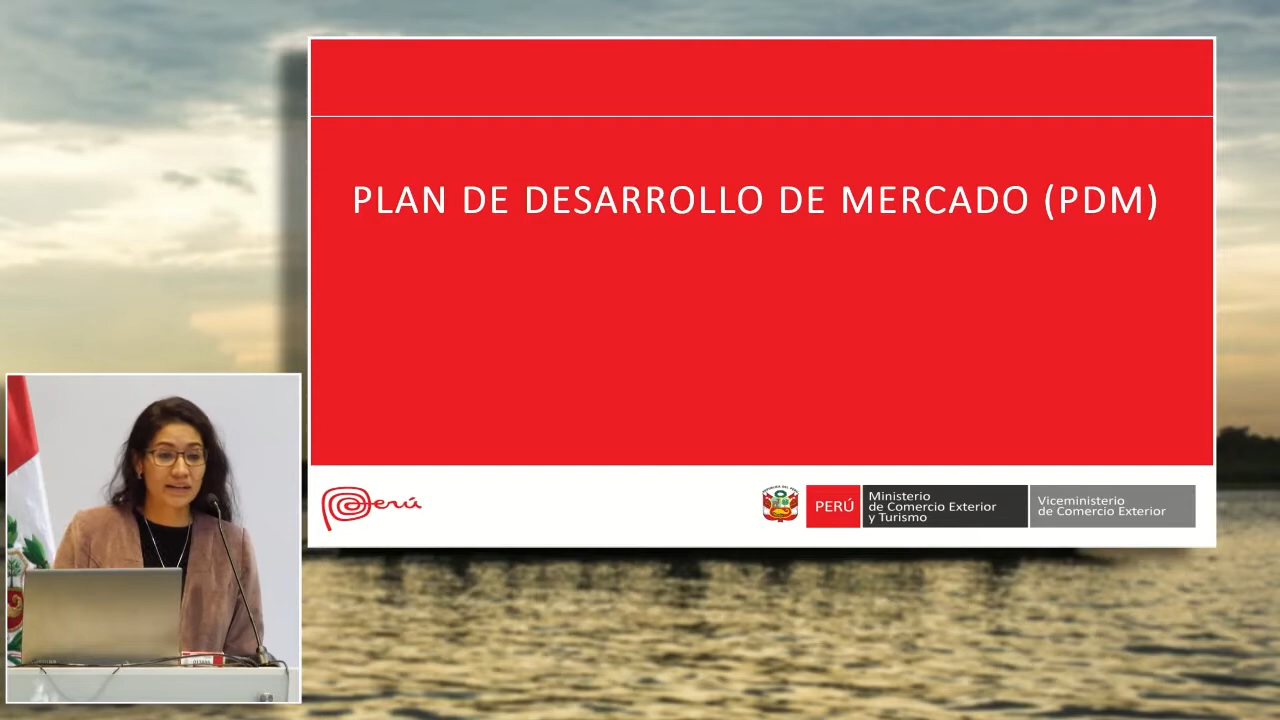 PLAN DE DESARROLLO DE MERCADO (PDM)
Perú
PERÚ
Ministerio
de Comercio Exterior
y Turismo
Viceministerio
de Comercio Exterior